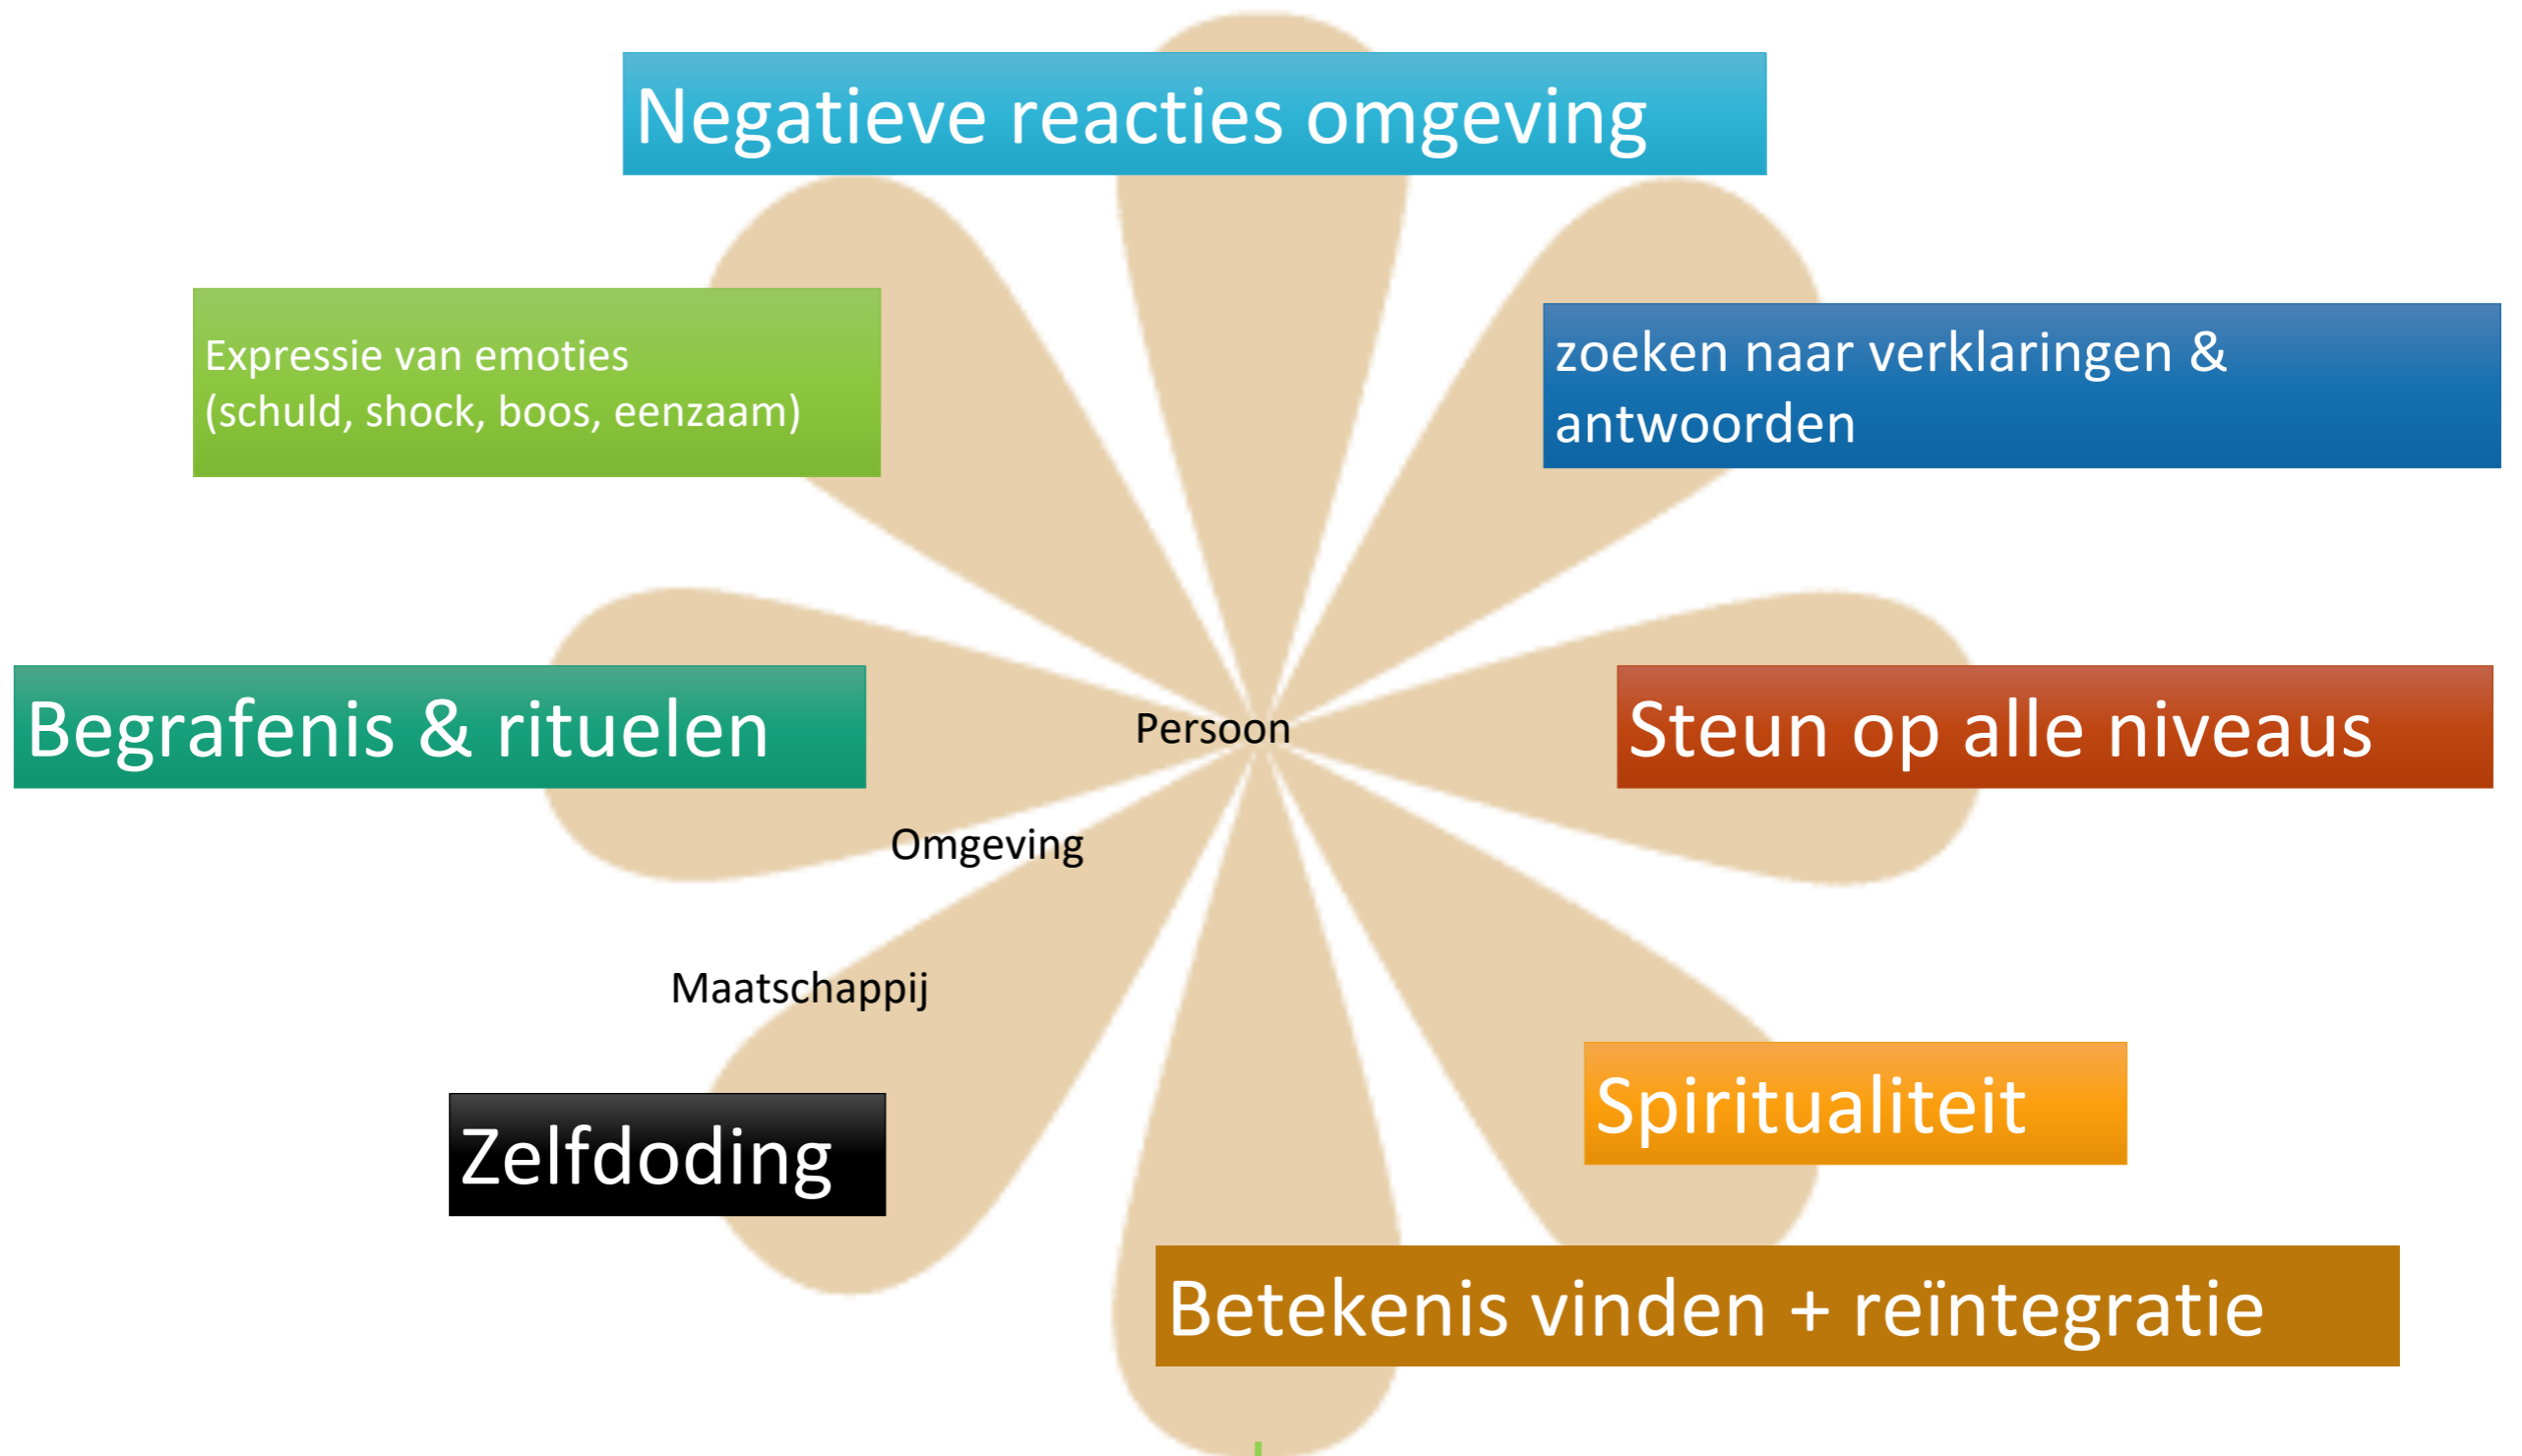 Negatieve reacties omgeving
Expressie van emoties
(schuld, shock, boos, eenzaam)
zoeken naar verklaringen &
antwoorden
Begrafenis & rituelen
Persoon
Steun op alle niveaus
Omgeving
Maatschappij
Spiritualiteit
Zelfdoding
Betekenis vinden + reïntegratie